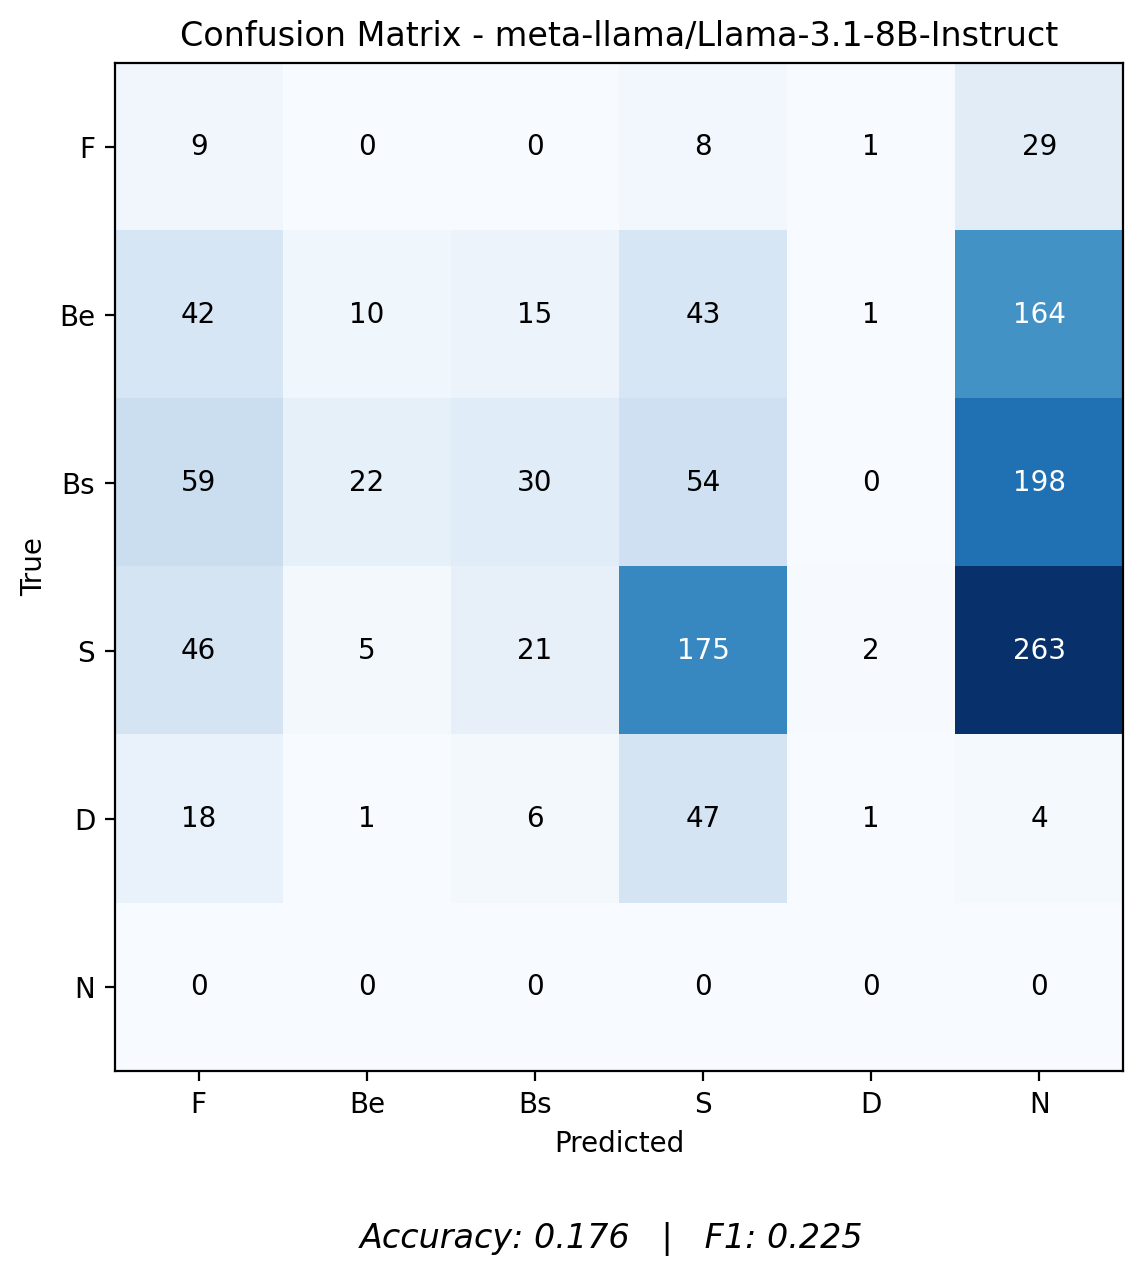 Confusion Matrix - meta-llama/Llama-3.1-8B-Instruct
F 9 0 0 8 1 29
Be 42 10 15 43 1 164
Bs 59 22 30 54 0 198
True
S 46 5 21 175 2 263
D 18 1 6 47 1 4
N 0 0 0 0 0 0
F Be Bs S D N
Predicted
Accuracy: 0.176 | F1: 0.225